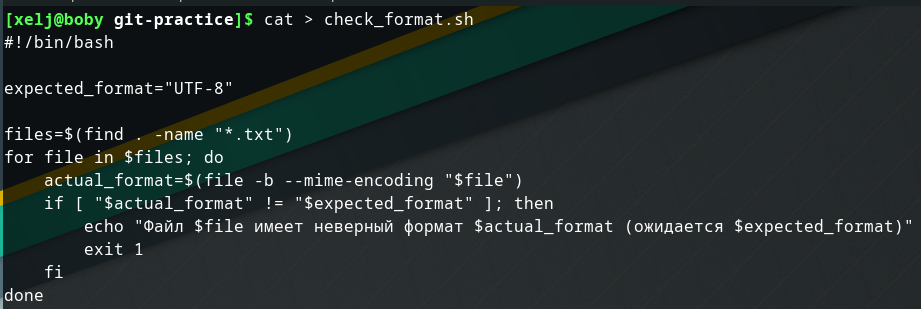 [xelj@boby git-practice]$ cat > check_format.sh
#!/bin/bash

expected_format="UTF-8"

files=$(find . -name "*.txt")
for file in $files; do
    actual_format=$(file -b --mime-encoding "$file")
    if [ "$actual_format" != "$expected_format" ]; then
        echo "Файл $file имеет неверный формат $actual_format (ожидается $expected_format)"
        exit 1
    fi
done